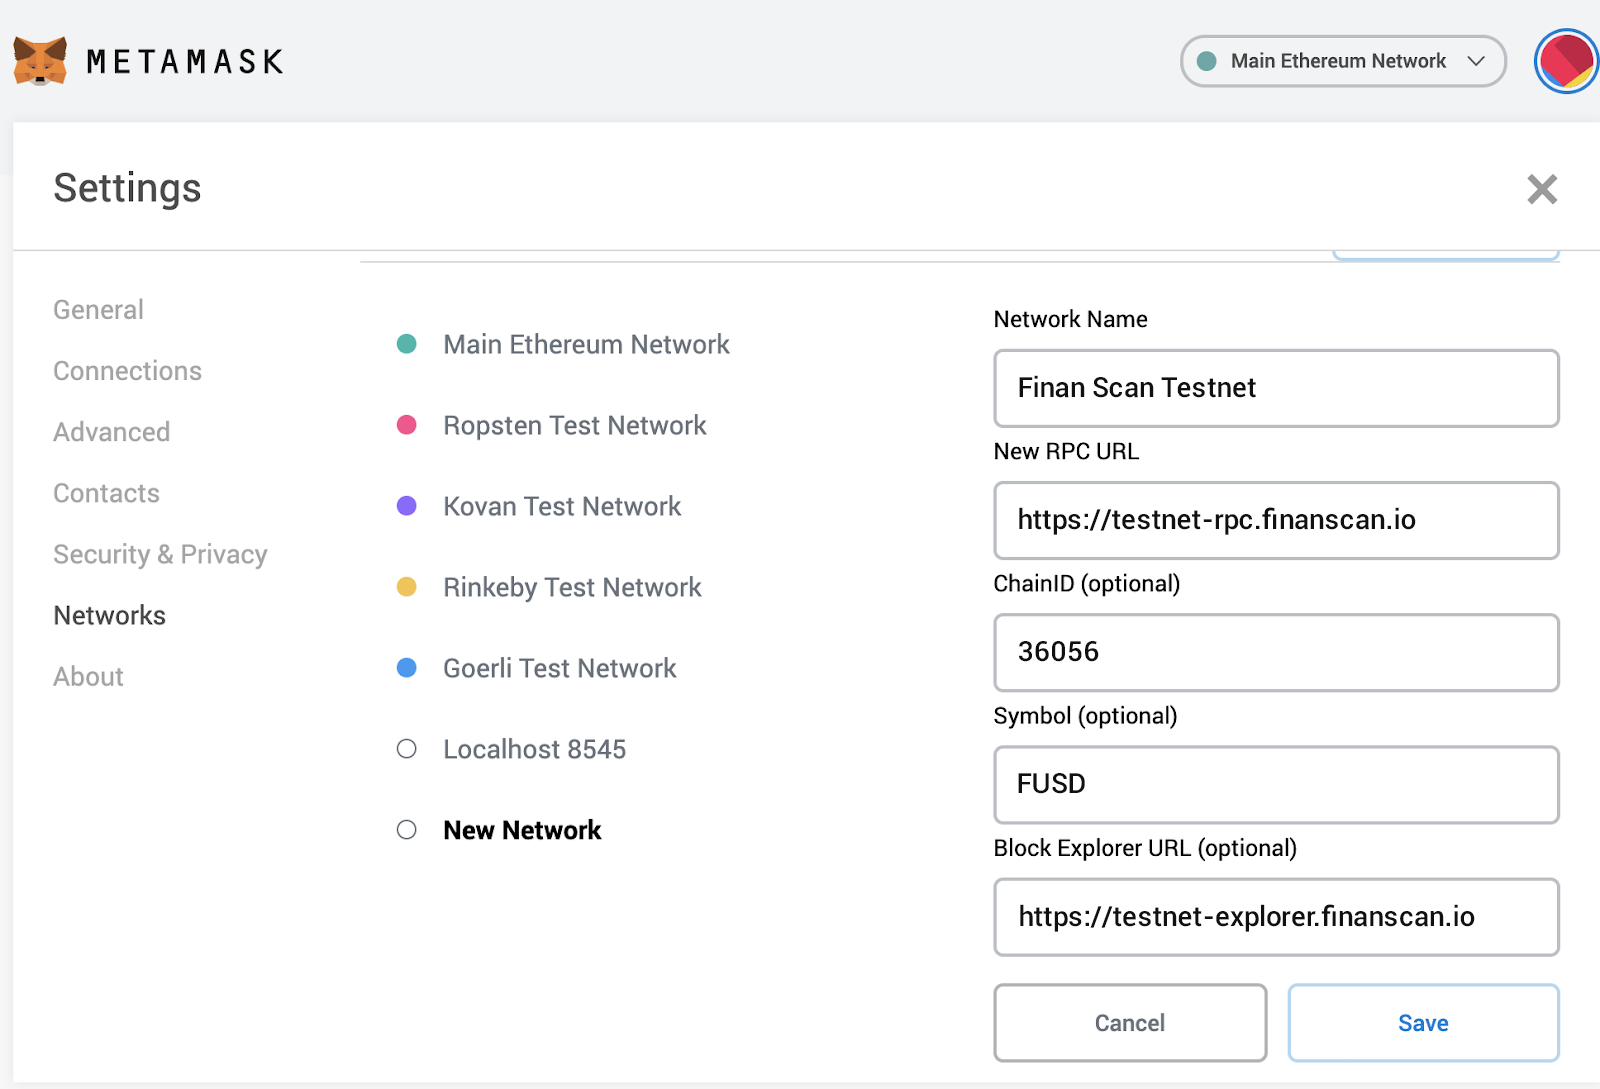 METAMASK
Main Ethereum Network
Settings
General
Connections
Advanced
Contacts
Security & Privacy
Networks
About
Main Ethereum Network
Ropsten Test Network
Kovan Test Network
Rinkeby Test Network
Goerli Test Network
Localhost 8545
New Network
Network Name
Finan Scan Testnet
New RPC URL
https://testnet-rpc.finanscan.io
ChainID (optional)
36056
Symbol (optional)
FUSD
Block Explorer URL (optional)
https://testnet-explorer.finanscan.io
Cancel
Save